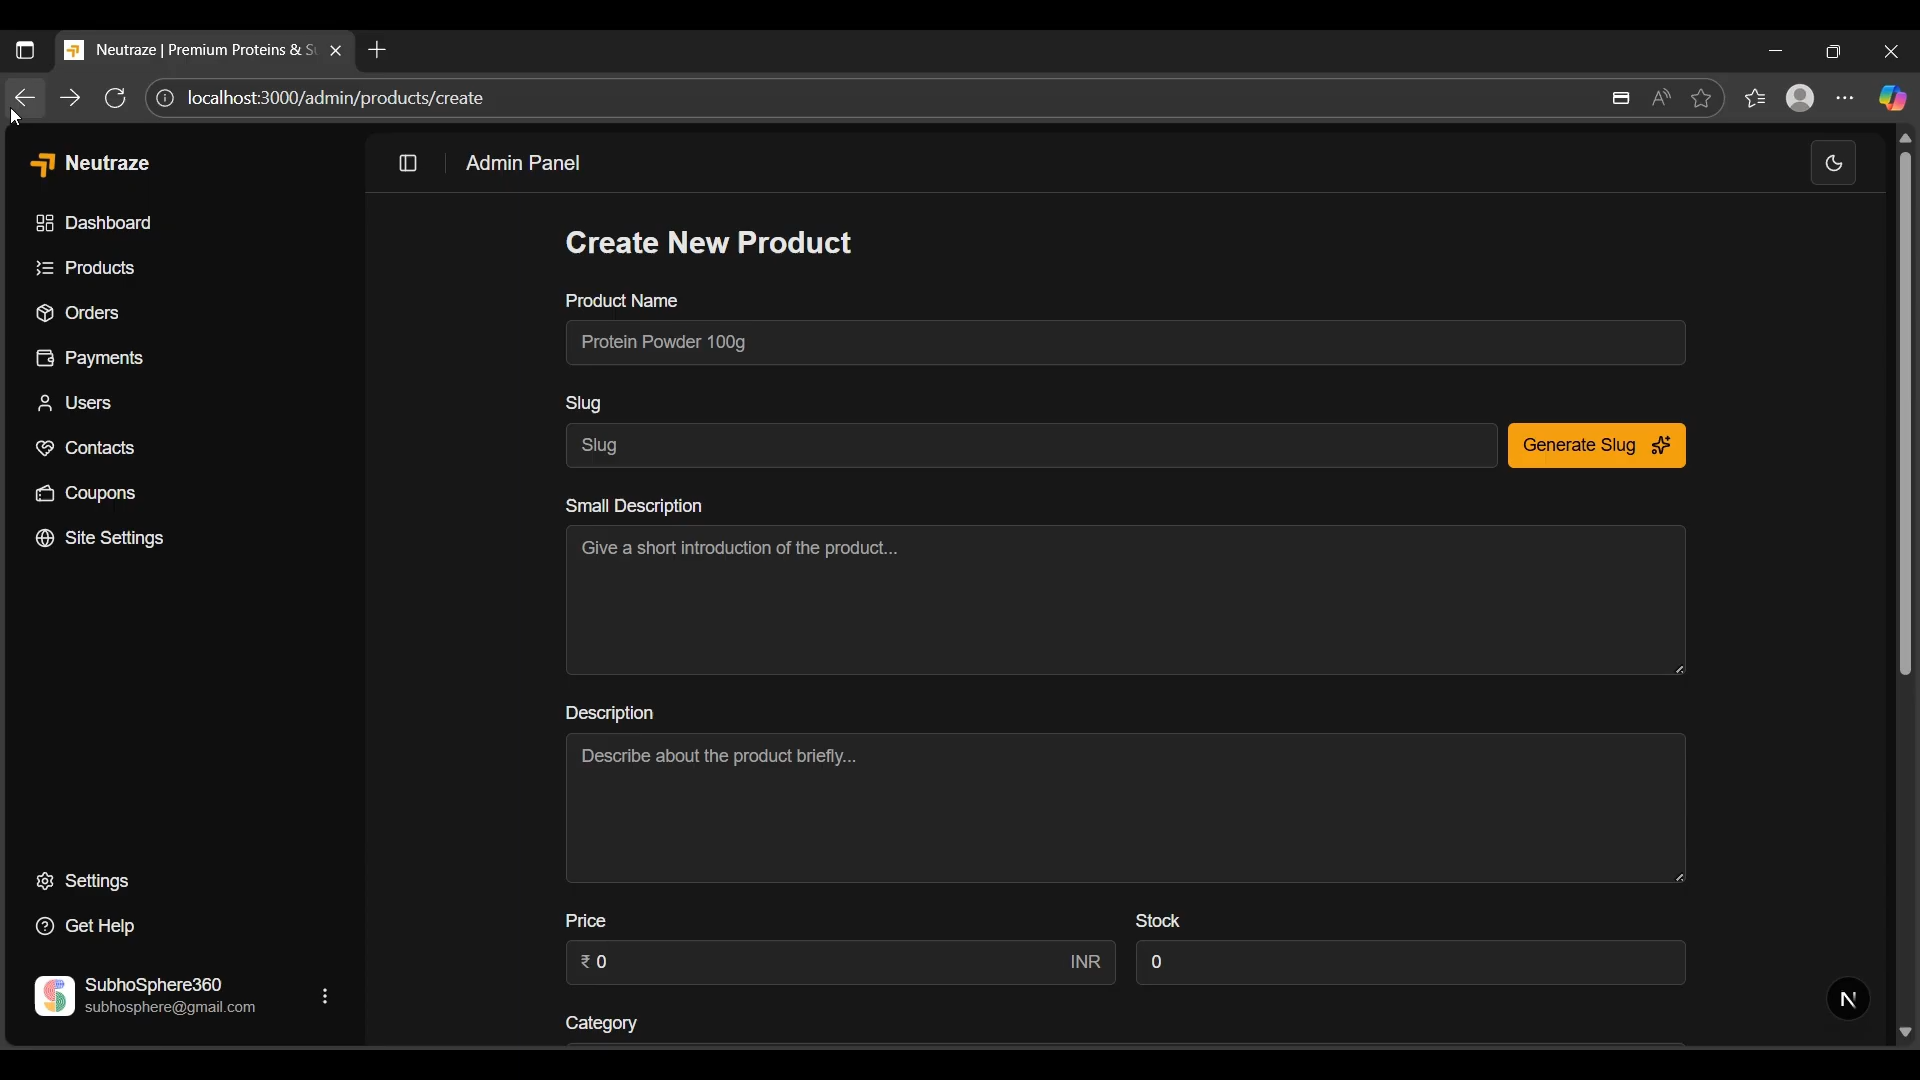 Neutraze | Premium Proteins &
localhost:3000/admin/products/create
Neutraze
Admin Panel
Dashboard
Products
Orders
Payments
Users
Contacts
Coupons
Site Settings
Settings
Get Help
SubhoSphere360
subhosphere@gmail.com
Create New Product
Product Name
Protein Powder 100g
Slug
Slug
Generate Slug
Small Description
Give a short introduction of the product...
Description
Describe about the product briefly...
Price
Stock
₹ 0 INR
0
Category
N